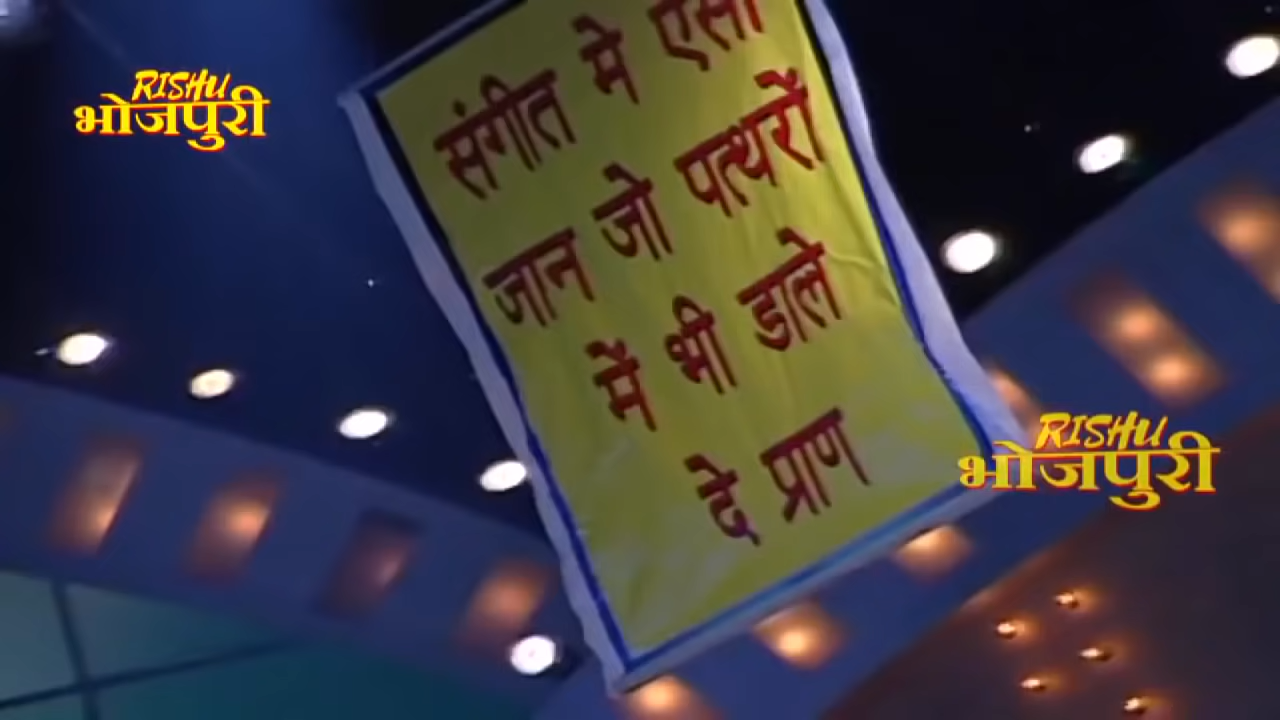 RISHU
भोजपुरी
संगीत मे ऐसी
जान जो पत्थरों
में भी डाले
दे प्राण
RISHU
भोजपुरी